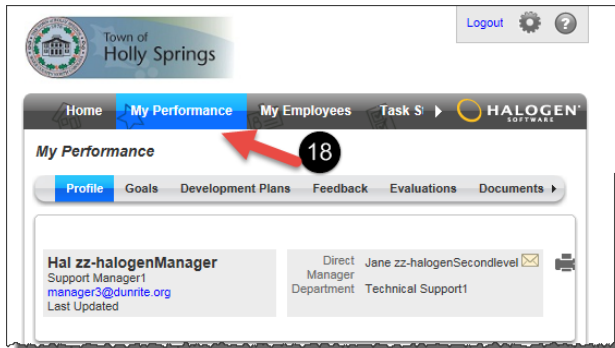 Town of
Holly Springs
Logout
Home My Performance My Employees Task S HALOGEN
SOFTWARE
18
My Performance
Profile Goals Development Plans Feedback Evaluations Documents
Hal zz-halogenManager
Support Manager1
manager3@dunrite.org
Last Updated
Direct Manager Jane zz-halogenSecondlevel
Department Technical Support1